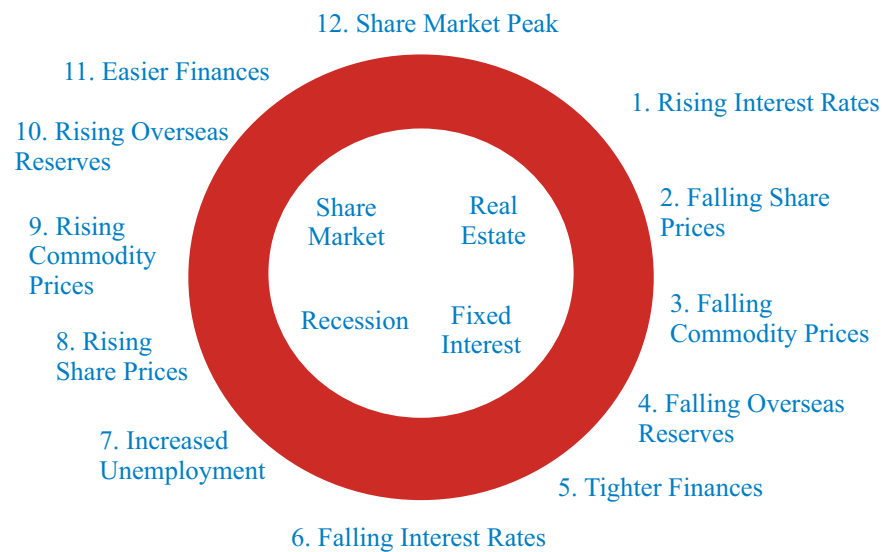 12. Share Market Peak
1. Rising Interest Rates
2. Falling Share
Prices
3. Falling
Commodity Prices
4. Falling Overseas
Reserves
5. Tighter Finances
6. Falling Interest Rates
7. Increased
Unemployment
8. Rising
Share Prices
9. Rising
Commodity
Prices
10. Rising Overseas
Reserves
11. Easier Finances
Share
Market
Real
Estate
Recession
Fixed
Interest